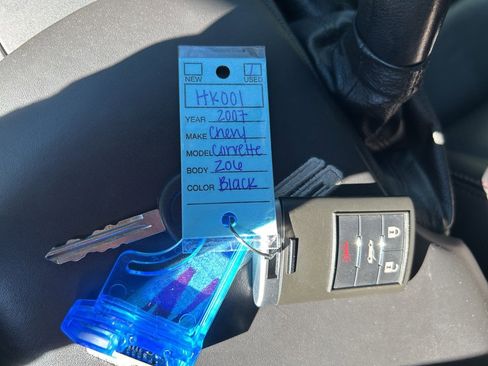 NEW USED
HK001
YEAR 2007
MAKE Chevy
MODEL Corvette
BODY Z06
COLOR Black